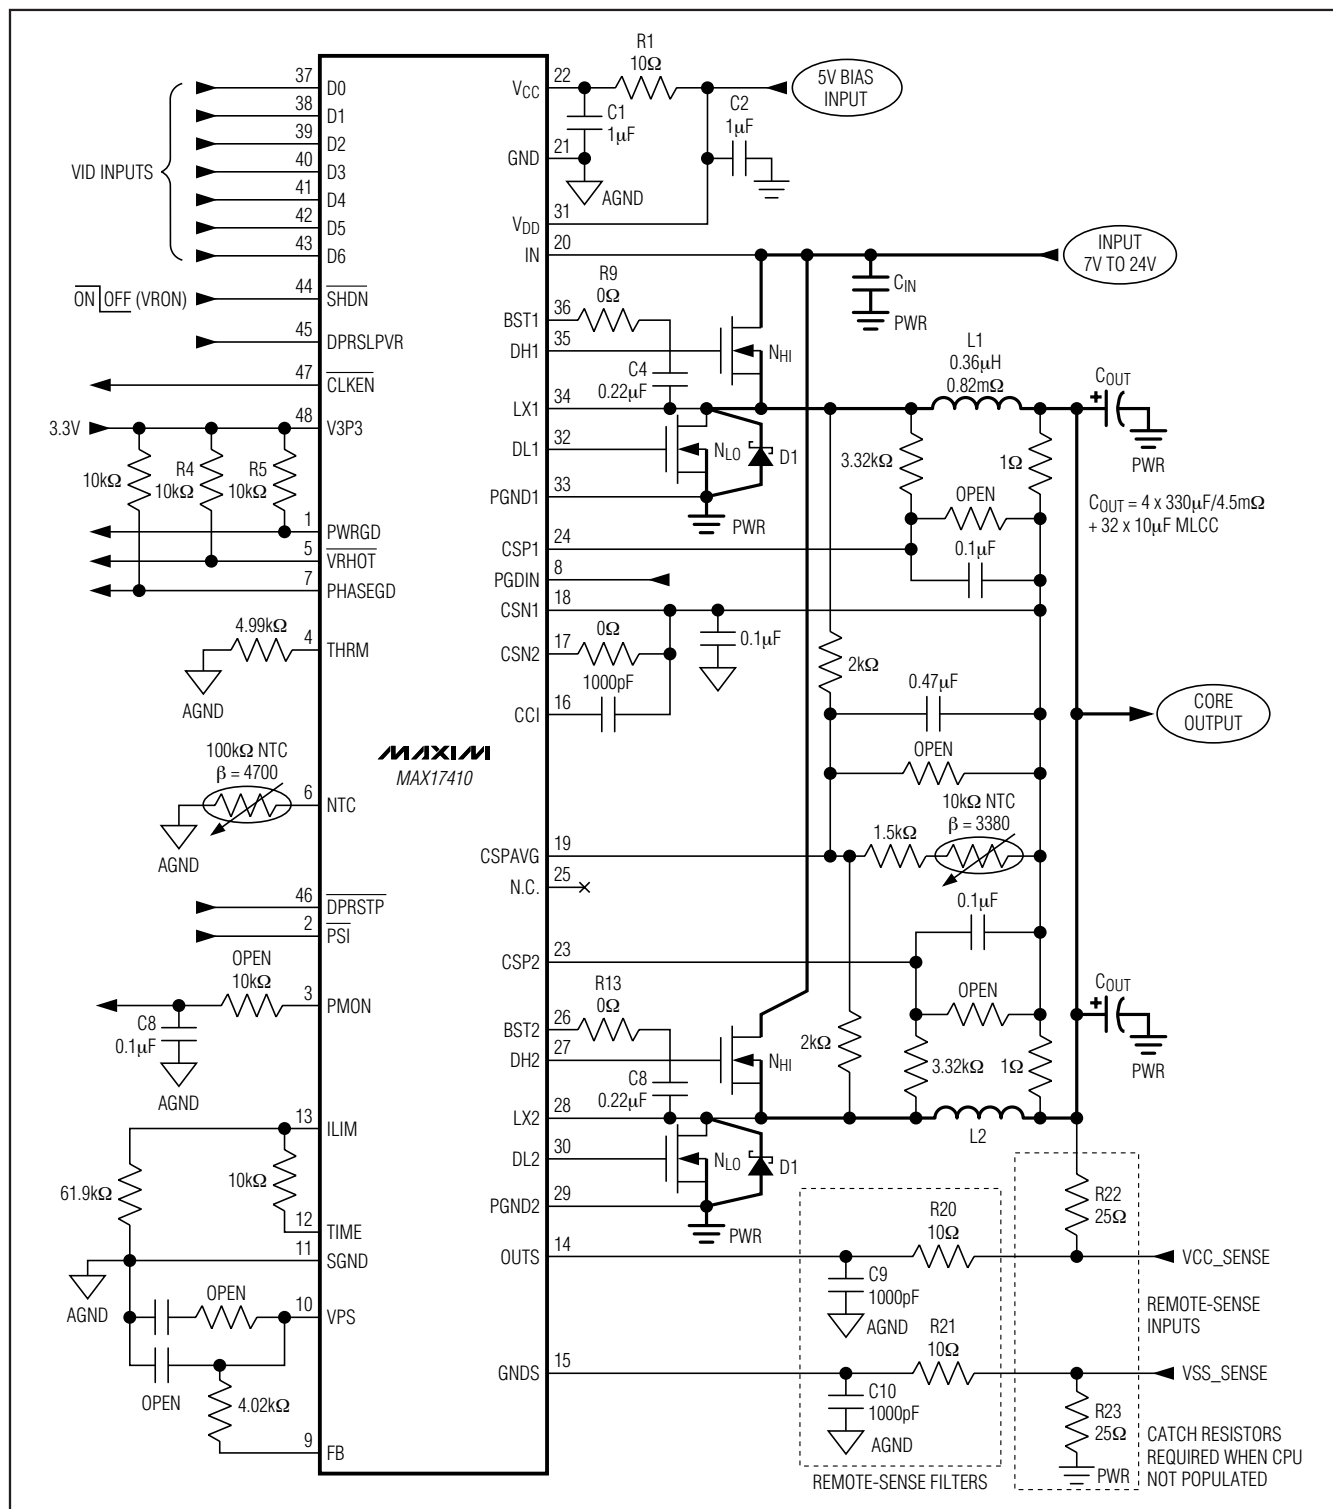 VID INPUTS
37
D0
38
D1
39
D2
40
D3
41
D4
42
D5
43
D6
ON OFF (VRON)
44
SHDN
45
DPRSLPVR
47
CLKEN
3.3V
48
V3P3
10kΩ
R4
10kΩ
R5
10kΩ
1
PWRGD
5
VRHOT
7
PHASEGD
4.99kΩ
4
THRM
AGND
100kΩ NTC
β = 4700
6
NTC
AGND
46
DPRSTP
2
PSI
OPEN
10kΩ
3
PMON
C8
0.1μF
AGND
13
ILIM
61.9kΩ
10kΩ
12
TIME
11
SGND
AGND
OPEN
10
VPS
OPEN
4.02kΩ
9
FB
MAXIM
MAX17410
VCC
22
R1
10Ω
5V BIAS
INPUT
C1
1μF
C2
1μF
GND
21
AGND
VDD
31
IN
20
INPUT
7V TO 24V
CIN
PWR
R9
0Ω
BST1
36
DH1
35
NHI
C4
0.22μF
L1
0.36μH
0.82mΩ
COUT
+
PWR
LX1
34
DL1
32
NLO
D1
PGND1
33
PWR
3.32kΩ
1Ω
OPEN
0.1μF
COUT = 4 x 330μF/4.5mΩ
+ 32 x 10μF MLCC
CSP1
24
PGDIN
8
CSN1
18
0Ω
0.1μF
CSN2
17
1000pF
CCI
16
2kΩ
0.47μF
OPEN
CORE
OUTPUT
10kΩ NTC
β = 3380
1.5kΩ
CSPAVG
19
N.C.
25
0.1μF
CSP2
23
OPEN
R13
0Ω
BST2
26
DH2
27
NHI
C8
0.22μF
2kΩ
3.32kΩ
1Ω
COUT
+
PWR
LX2
28
L2
DL2
30
NLO
D1
PGND2
29
PWR
R22
25Ω
R20
10Ω
OUTS
14
VCC_SENSE
C9
1000pF
AGND
REMOTE-SENSE
INPUTS
R21
10Ω
GNDS
15
VSS_SENSE
C10
1000pF
AGND
R23
25Ω
PWR
CATCH RESISTORS
REQUIRED WHEN CPU
NOT POPULATED
REMOTE-SENSE FILTERS